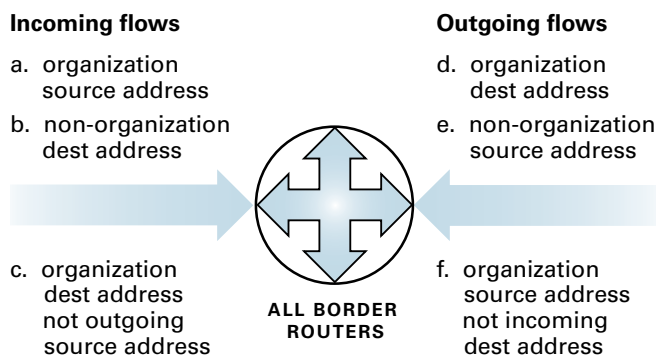 Incoming flows
a. organization
source address
b. non-organization
dest address
c. organization
dest address
not outgoing
source address
ALL BORDER
ROUTERS
Outgoing flows
d. organization
dest address
e. non-organization
source address
f. organization
source address
not incoming
dest address